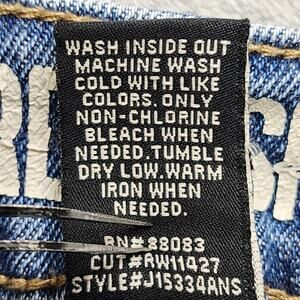 WASH INSIDE OUT
MACHINE WASH
COLD WITH LIKE
COLORS. ONLY
NON-CHLORINE
BLEACH WHEN
NEEDED.TUMBLE
DRY LOW.WARM
IRON WHEN
NEEDED.
RN# 88083
CUT#RW11427
STYLE#J15334ANS